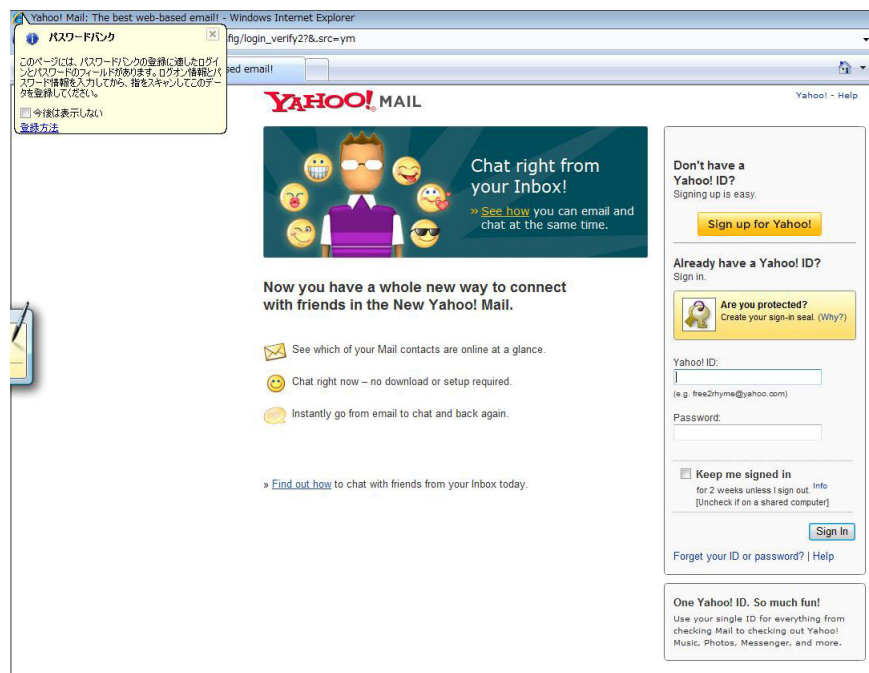 Yahoo! Mail: The best web-based email! - Windows Internet Explorer
パスワードバンク
fig/login_verify2?&.src=ym
このページには、パスワードバンクの登録に適したログイ
ンとパスワードのフィールドがあります。ログオン情報とパ
スワード情報を入力してから、指をスキャンしてこのデー
タを登録してください。
今後は表示しない
登録方法
sed email!
YAHOO! MAIL
Yahoo! - Help
Chat right from
your Inbox!
» See how you can email and
chat at the same time.
Now you have a whole new way to connect
with friends in the New Yahoo! Mail.
See which of your Mail contacts are online at a glance.
Chat right now – no download or setup required.
Instantly go from email to chat and back again.
» Find out how to chat with friends from your Inbox today.
Don't have a
Yahoo! ID?
Signing up is easy.
Sign up for Yahoo!
Already have a Yahoo! ID?
Sign in.
Are you protected?
Create your sign-in seal. (Why?)
Yahoo! ID:
(e.g. free2rhyme@yahoo.com)
Password:
Keep me signed in
for 2 weeks unless I sign out. Info
[Uncheck if on a shared computer]
Sign In
Forget your ID or password? | Help
One Yahoo! ID. So much fun!
Use your single ID for everything from
checking Mail to checking out Yahoo!
Music, Photos, Messenger, and more.